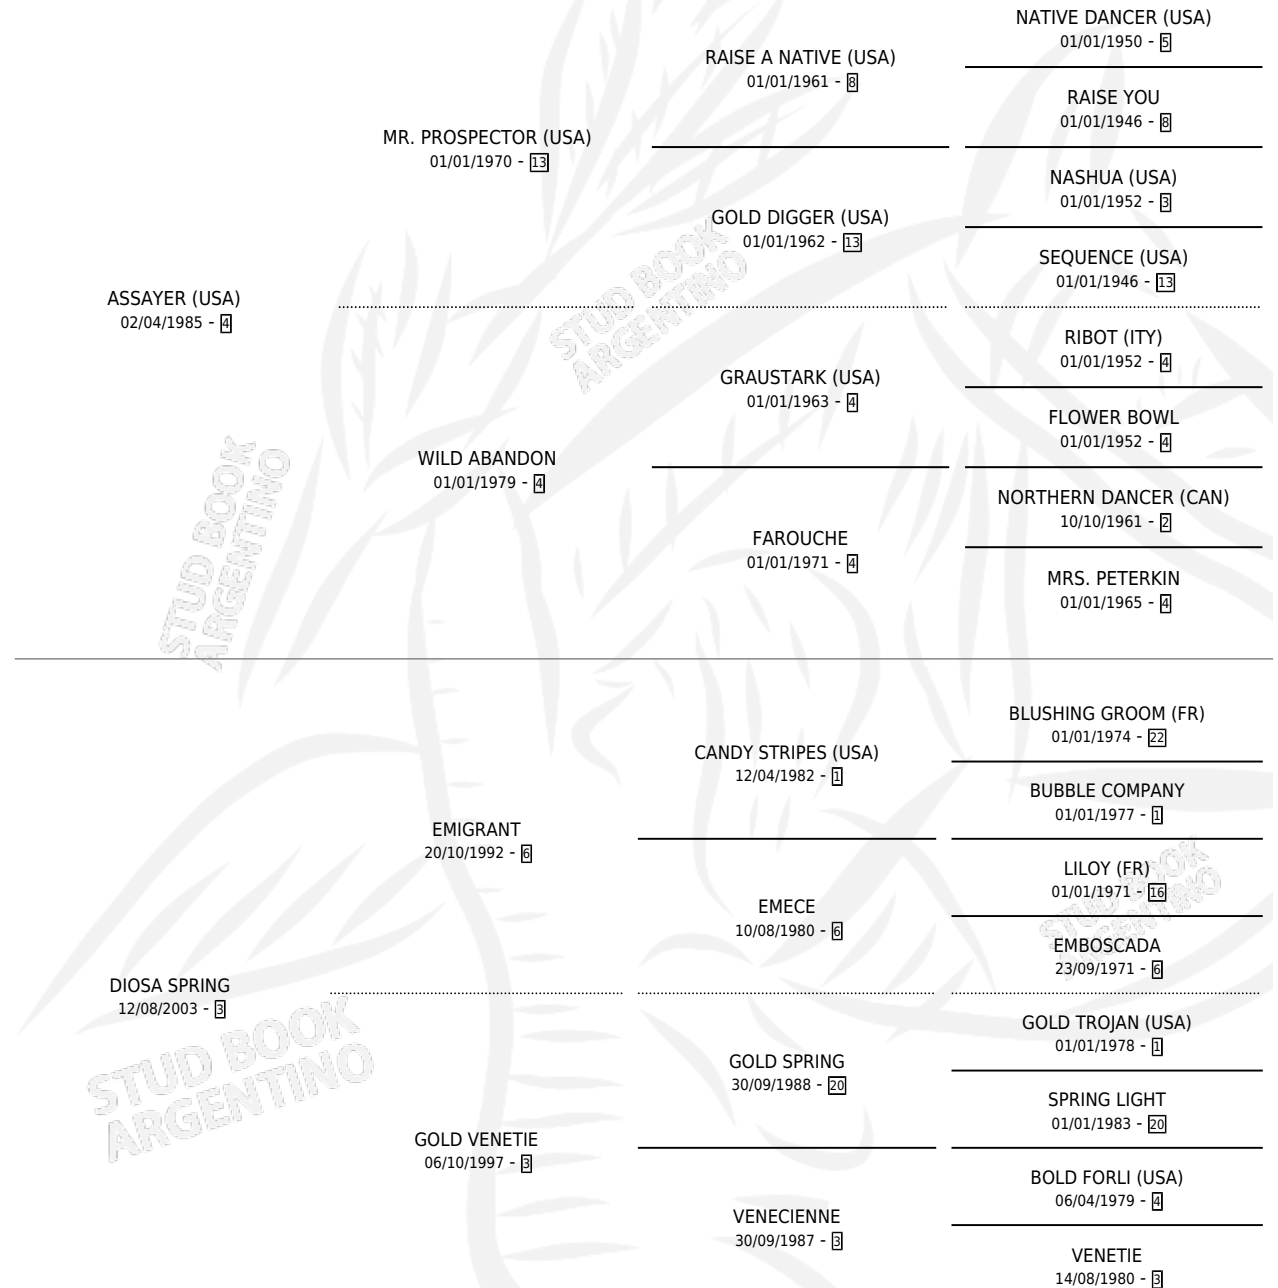 NATIVE DANCER (USA)
01/01/1950 - 5
RAISE A NATIVE (USA)
01/01/1961 - 8
RAISE YOU
01/01/1946 - 8
MR. PROSPECTOR (USA)
01/01/1970 - 13
NASHUA (USA)
01/01/1952 - 3
GOLD DIGGER (USA)
01/01/1962 - 13
SEQUENCE (USA)
01/01/1946 - 13
ASSAYER (USA)
02/04/1985 - 4
RIBOT (ITY)
01/01/1952 - 4
GRAUSTARK (USA)
01/01/1963 - 4
FLOWER BOWL
01/01/1952 - 4
WILD ABANDON
01/01/1979 - 4
NORTHERN DANCER (CAN)
10/10/1961 - 2
FAROUCHE
01/01/1971 - 4
MRS. PETERKIN
01/01/1965 - 4
BLUSHING GROOM (FR)
01/01/1974 - 22
CANDY STRIPES (USA)
12/04/1982 - 1
BUBBLE COMPANY
01/01/1977 - 1
EMIGRANT
20/10/1992 - 6
LILOY (FR)
01/01/1971 - 16
EMECE
10/08/1980 - 6
EMBOSCADA
23/09/1971 - 6
DIOSA SPRING
12/08/2003 - 3
GOLD TROJAN (USA)
01/01/1978 - 1
GOLD SPRING
30/09/1988 - 20
SPRING LIGHT
01/01/1983 - 20
GOLD VENETIE
06/10/1997 - 3
BOLD FORLI (USA)
06/04/1979 - 4
VENECIENNE
30/09/1987 - 3
VENETIE
14/08/1980 - 3
STUD BOOK
ARGENTINO
STUD BOOK
ARGENTINO
STUD BOOK
ARGENTINO
STUD BOOK
ARGENTINO